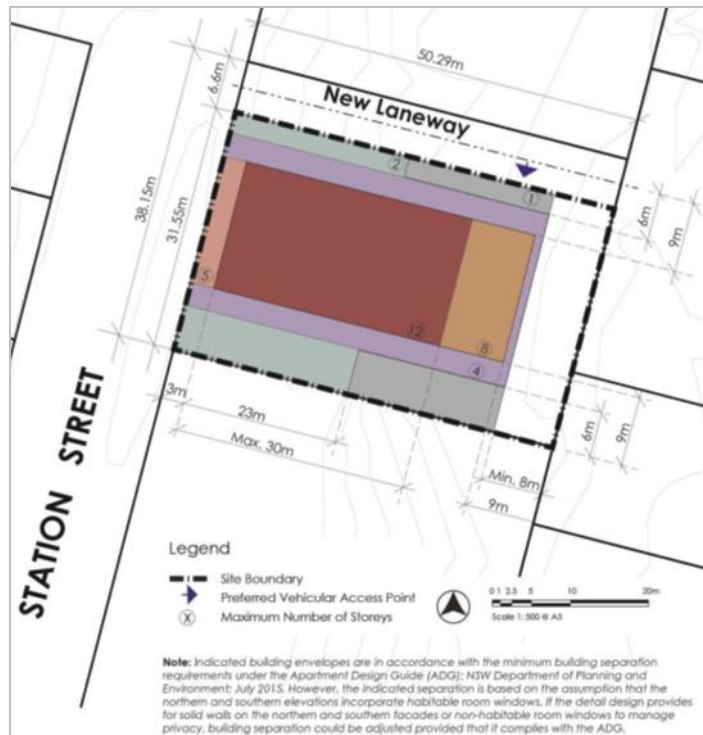 50.29m
6.6m
New Laneway
2
1
38.15m
31.55m
6m
9m
5
12
8
4
3m
23m
Max. 30m
6m
9m
Min. 8m
9m
STATION STREET
Legend
Site Boundary
Preferred Vehicular Access Point
X Maximum Number of Storeys
0 1 2.5 5 10 20m
Scale 1: 500 @ A3
Note: Indicated building envelopes are in accordance with the minimum building separation
requirements under the Apartment Design Guide (ADG); NSW Department of Planning and
Environment; July 2015. However, the indicated separation is based on the assumption that the
northern and southern elevations incorporate habitable room windows. If the detail design provides
for solid walls on the northern and southern facades or non-habitable room windows to manage
privacy, building separation could be adjusted provided that it complies with the ADG.